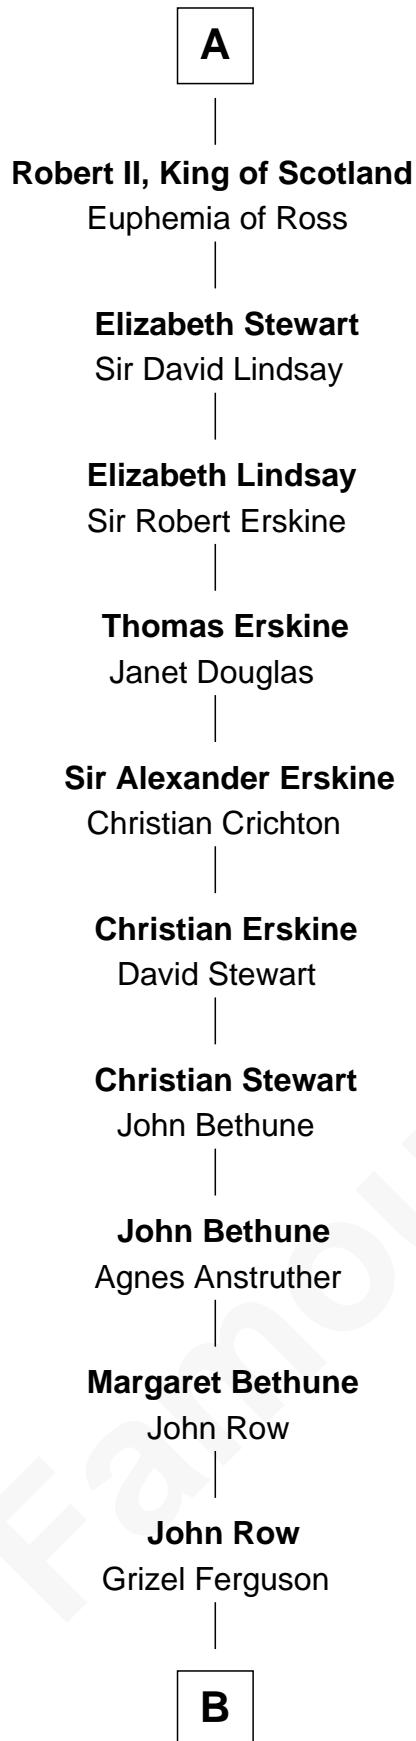 A
Robert II, King of Scotland
Euphemia of Ross
Elizabeth Stewart
Sir David Lindsay
Elizabeth Lindsay
Sir Robert Erskine
Thomas Erskine
Janet Douglas
Sir Alexander Erskine
Christian Crichton
Christian Erskine
David Stewart
Christian Stewart
John Bethune
John Bethune
Agnes Anstruther
Margaret Bethune
John Row
John Row
Grizel Ferguson
B